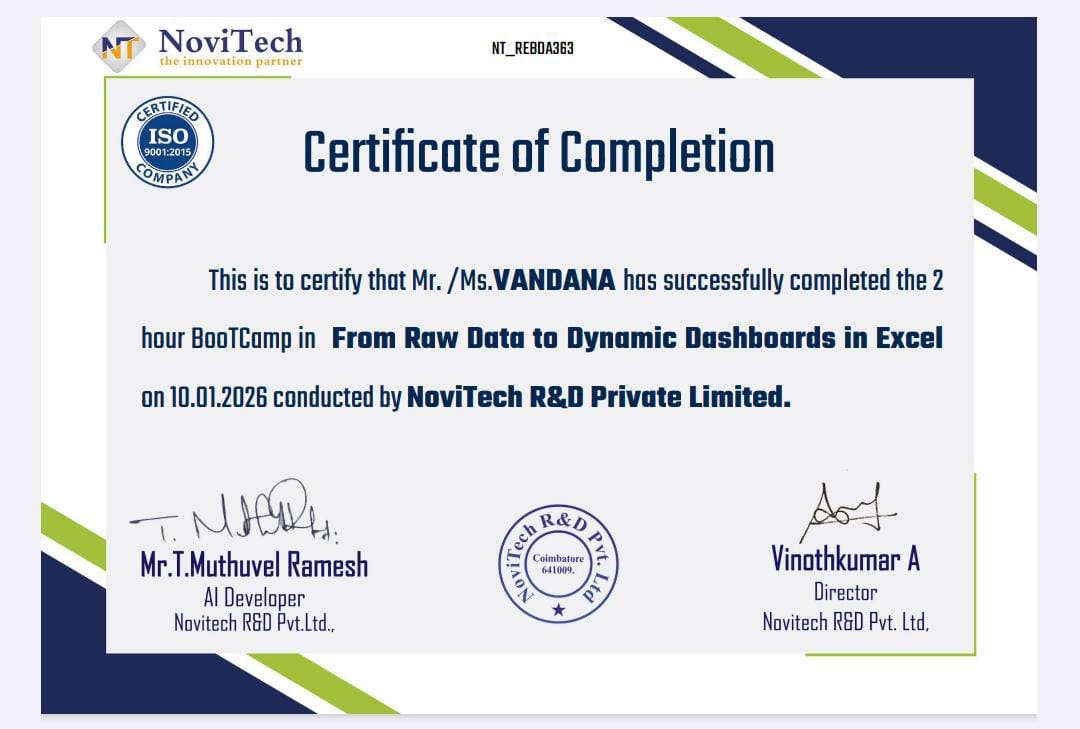 NT
NoviTech
the innovation partner
NT_REBDA363
CERTIFIED
ISO
9001:2015
COMPANY
Certificate of Completion
This is to certify that Mr. /Ms.VANDANA has successfully completed the 2
hour BooTCamp in From Raw Data to Dynamic Dashboards in Excel
on 10.01.2026 conducted by NoviTech R&D Private Limited.
Mr.T.Muthuvel Ramesh
AI Developer
Novitech R&D Pvt.Ltd.,
NoviTech R&D Pvt. Ltd
Coimbatore
641009.
Vinothkumar A
Director
Novitech R&D Pvt. Ltd,